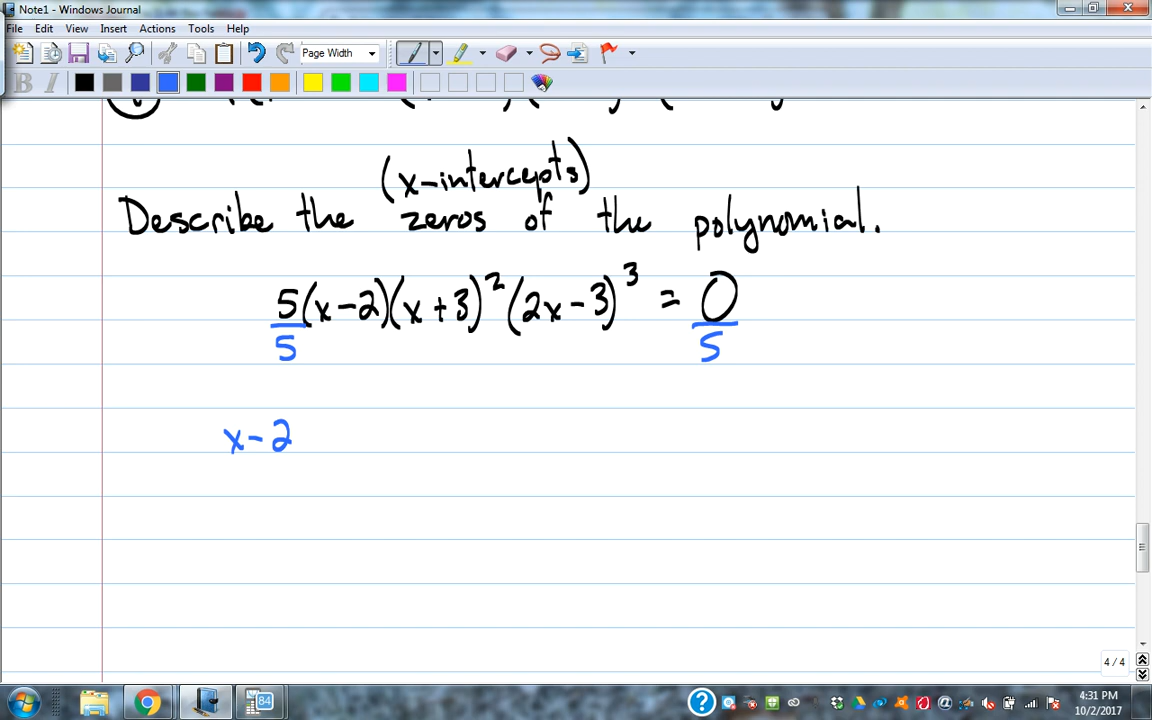 Note1 - Windows Journal
File Edit View Insert Actions Tools Help
Page Width
B I
(x-intercepts)
Describe the zeros of the polynomial.
5(x-2)(x+3)²(2x-3)³ = 0
5 5
x-2
4 / 4
84
4:31 PM
10/2/2017